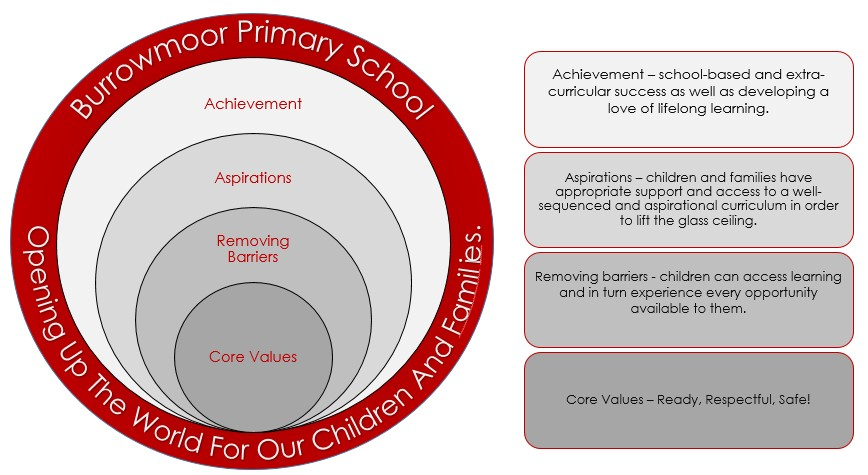 Burrowmoor Primary School
Achievement
Aspirations
Removing
Barriers
Core Values
Opening Up The World For Our Children And Families.
Achievement – school-based and extra-
curricular success as well as developing a
love of lifelong learning.
Aspirations – children and families have
appropriate support and access to a well-
sequenced and aspirational curriculum in order
to lift the glass ceiling.
Removing barriers - children can access learning
and in turn experience every opportunity
available to them.
Core Values – Ready, Respectful, Safe!